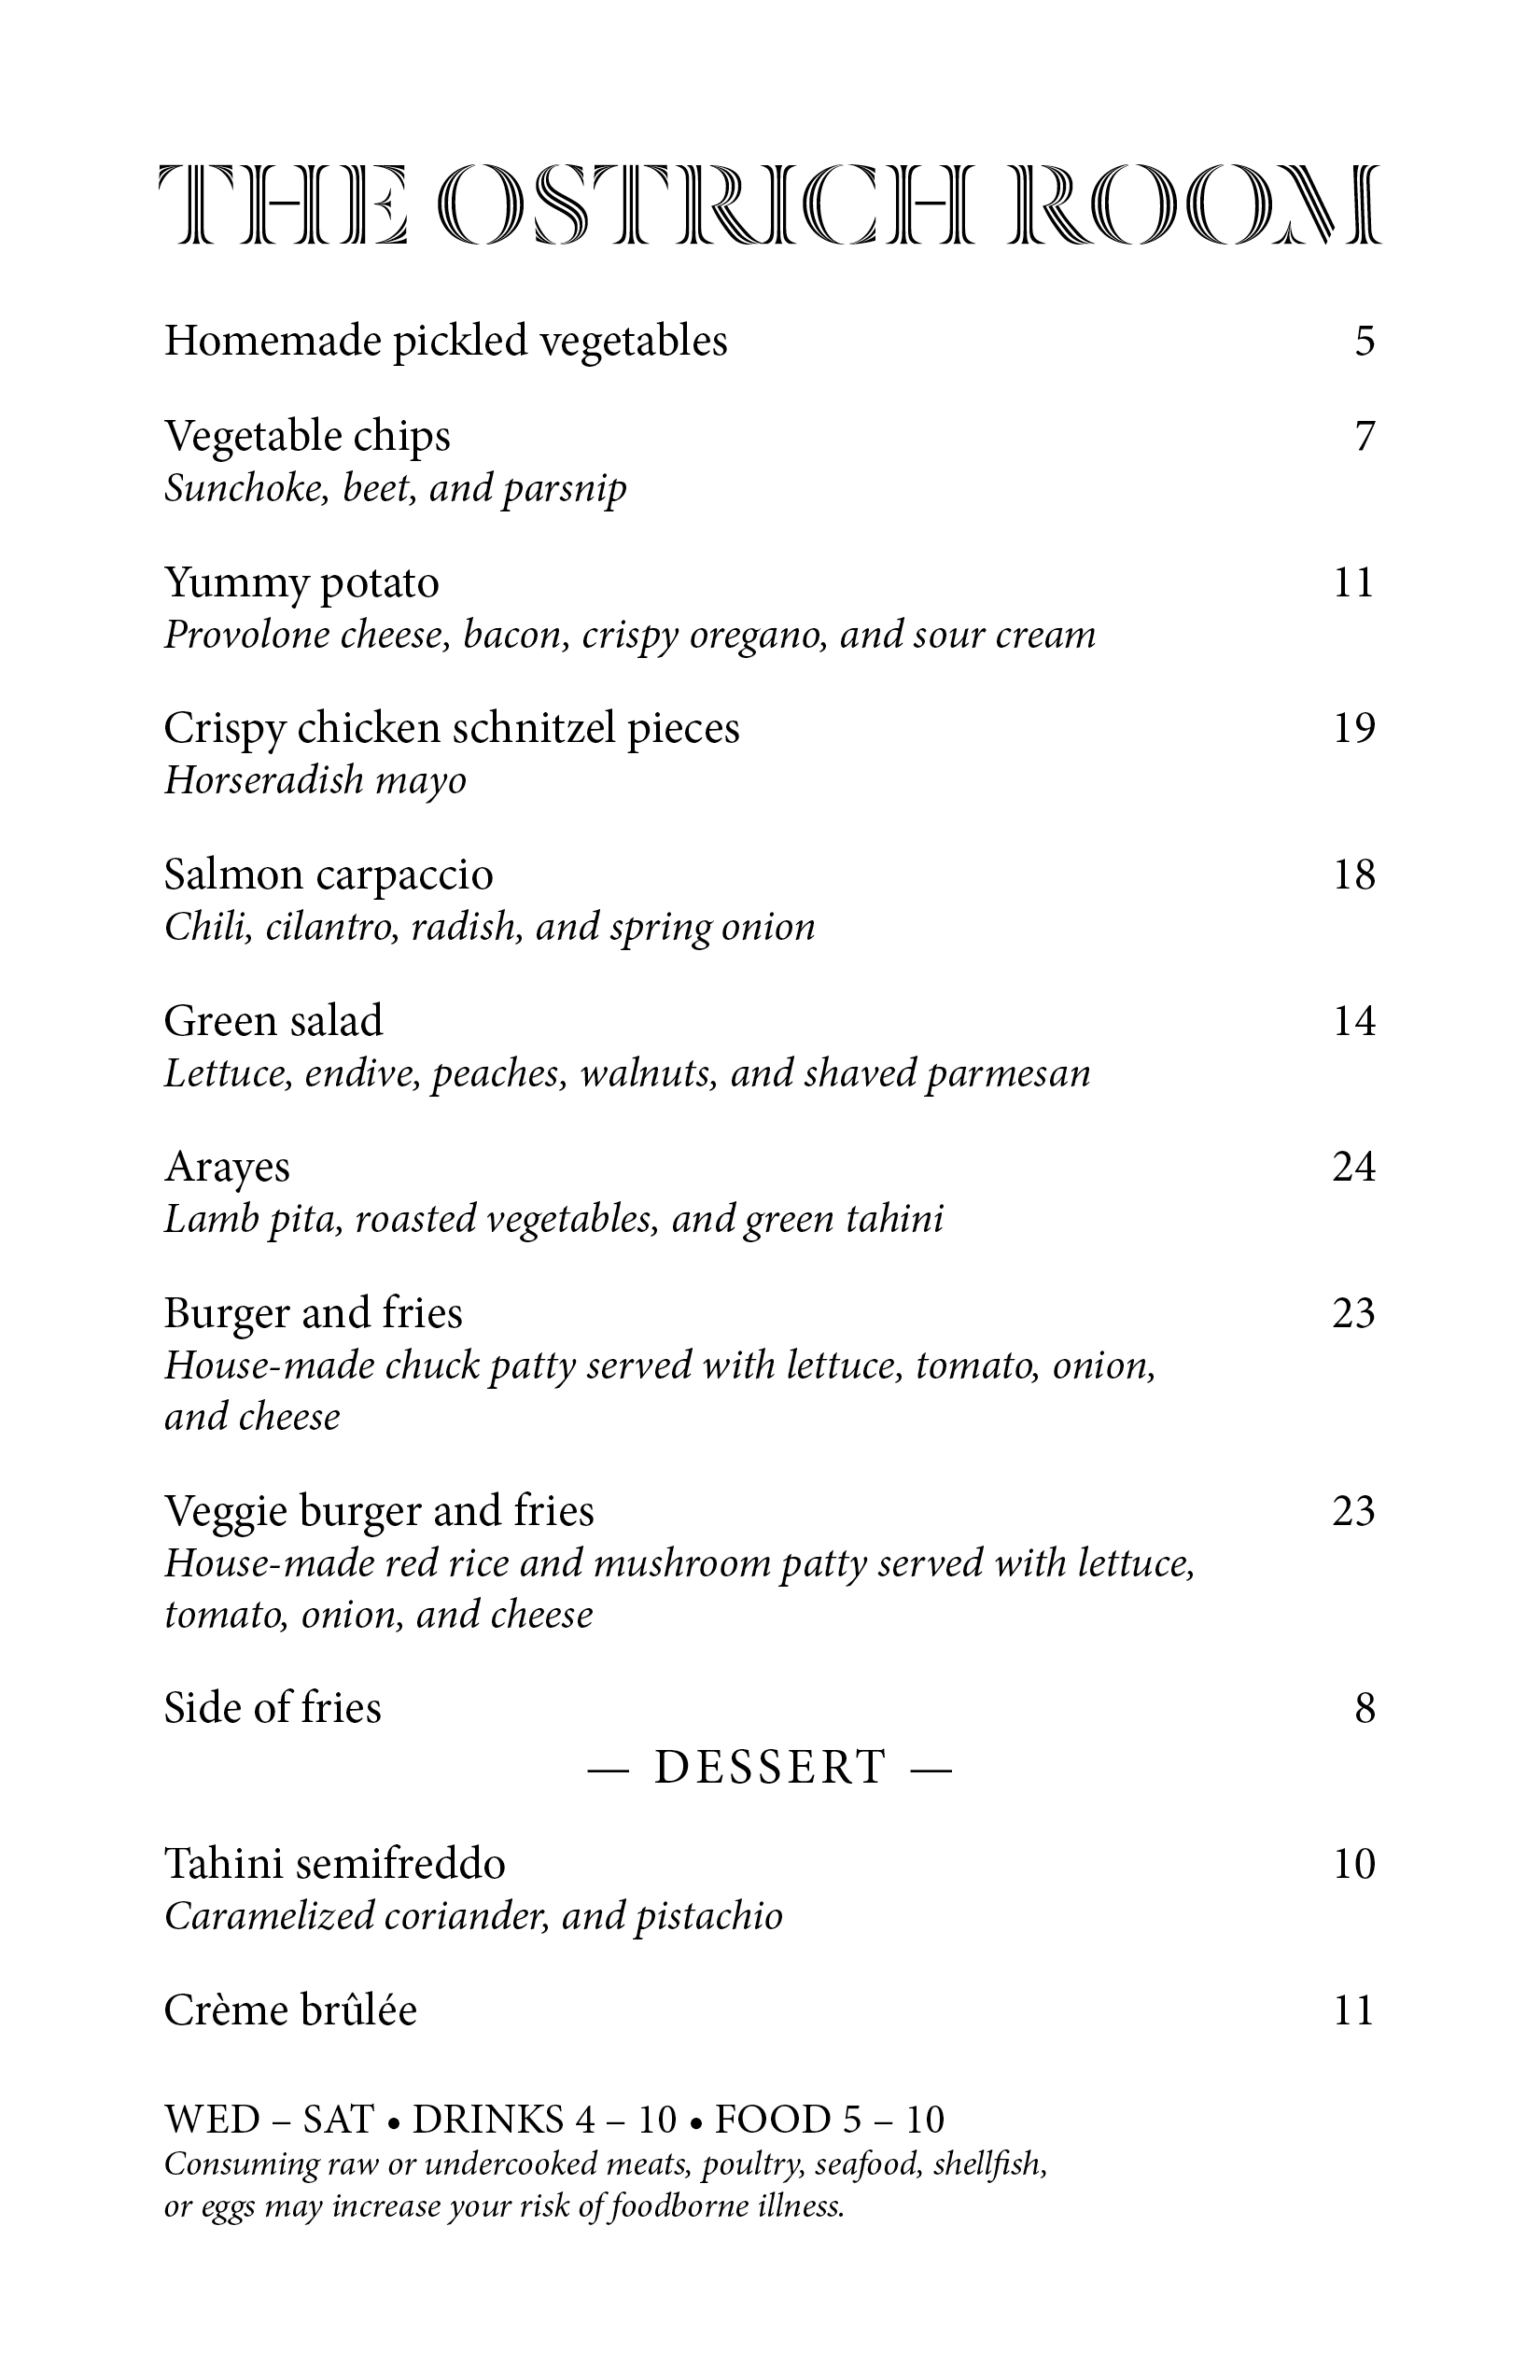 THE OSTRICH ROOM
Homemade pickled vegetables 5
Vegetable chips 7
Sunchoke, beet, and parsnip
Yummy potato 11
Provolone cheese, bacon, crispy oregano, and sour cream
Crispy chicken schnitzel pieces 19
Horseradish mayo
Salmon carpaccio 18
Chili, cilantro, radish, and spring onion
Green salad 14
Lettuce, endive, peaches, walnuts, and shaved parmesan
Arayes 24
Lamb pita, roasted vegetables, and green tahini
Burger and fries 23
House-made chuck patty served with lettuce, tomato, onion,
and cheese
Veggie burger and fries 23
House-made red rice and mushroom patty served with lettuce,
tomato, onion, and cheese
Side of fries 8
— DESSERT —
Tahini semifreddo 10
Caramelized coriander, and pistachio
Crème brûlée 11
WED – SAT • DRINKS 4 – 10 • FOOD 5 – 10
Consuming raw or undercooked meats, poultry, seafood, shellfish,
or eggs may increase your risk of foodborne illness.